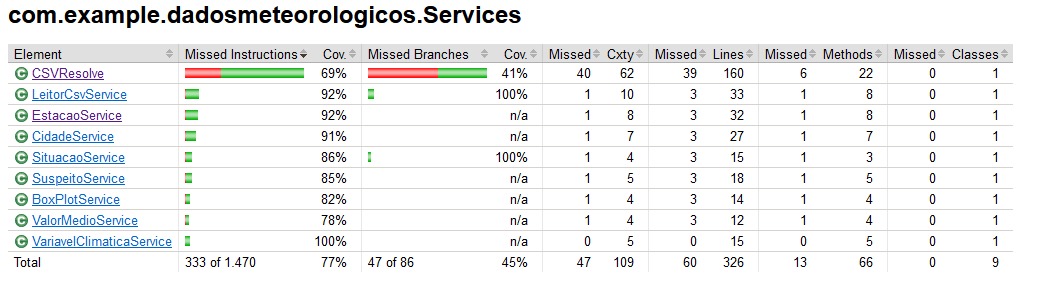 com.example.dadosmeteorologicos.Services
Element Missed Instructions Cov. Missed Branches Cov. Missed Cxty Missed Lines Missed Methods Missed Classes
C CSVResolve 69% 41% 40 62 39 160 6 22 0 1
C LeitorCsvService 92% 100% 1 10 3 33 1 8 0 1
C EstacaoService 92% n/a 1 8 3 32 1 8 0 1
C CidadeService 91% n/a 1 7 3 27 1 7 0 1
C SituacaoService 86% 100% 1 4 3 15 1 3 0 1
C SuspeitoService 85% n/a 1 5 3 18 1 5 0 1
C BoxPlotService 82% n/a 1 4 3 14 1 4 0 1
C ValorMedioService 78% n/a 1 4 3 12 1 4 0 1
C VariavelClimaticaService 100% n/a 0 5 0 15 0 5 0 1
Total 333 of 1.470 77% 47 of 86 45% 47 109 60 326 13 66 0 9